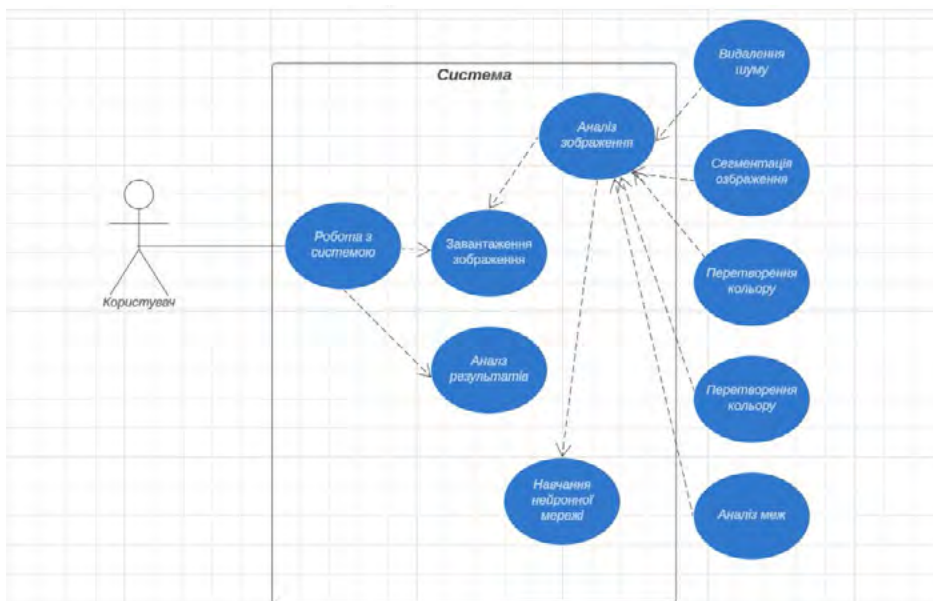 Система
Видалення
шуму
Аналіз
зображення
Сегментація
озбраження
Робота з
системою
Завантаження
зображення
Перетворення
кольору
Користувач
Аналіз
результатів
Перетворення
кольору
Навчання
нейронної
мережі
Аналіз меж